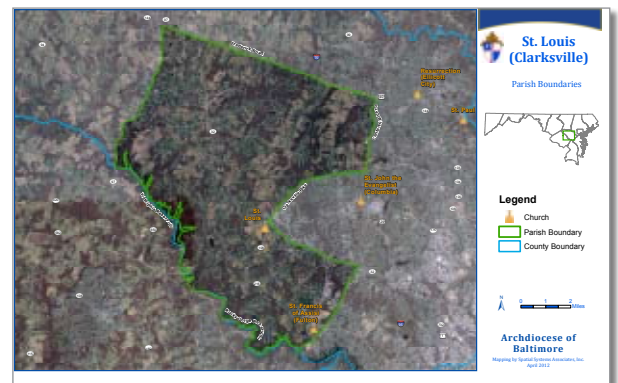 St. Louis
(Clarksville)
Parish Boundaries
Resurrection
(Ellicott
City)
St. Paul
St. John the
Evangelist
(Columbia)
St.
Louis
St. Francis
of Assisi
(Fulton)
Legend
Church
Parish Boundary
County Boundary
N
0 1 2
Miles
Archdiocese of
Baltimore
Mapping by Spatial Systems Associates, Inc.
April 2012